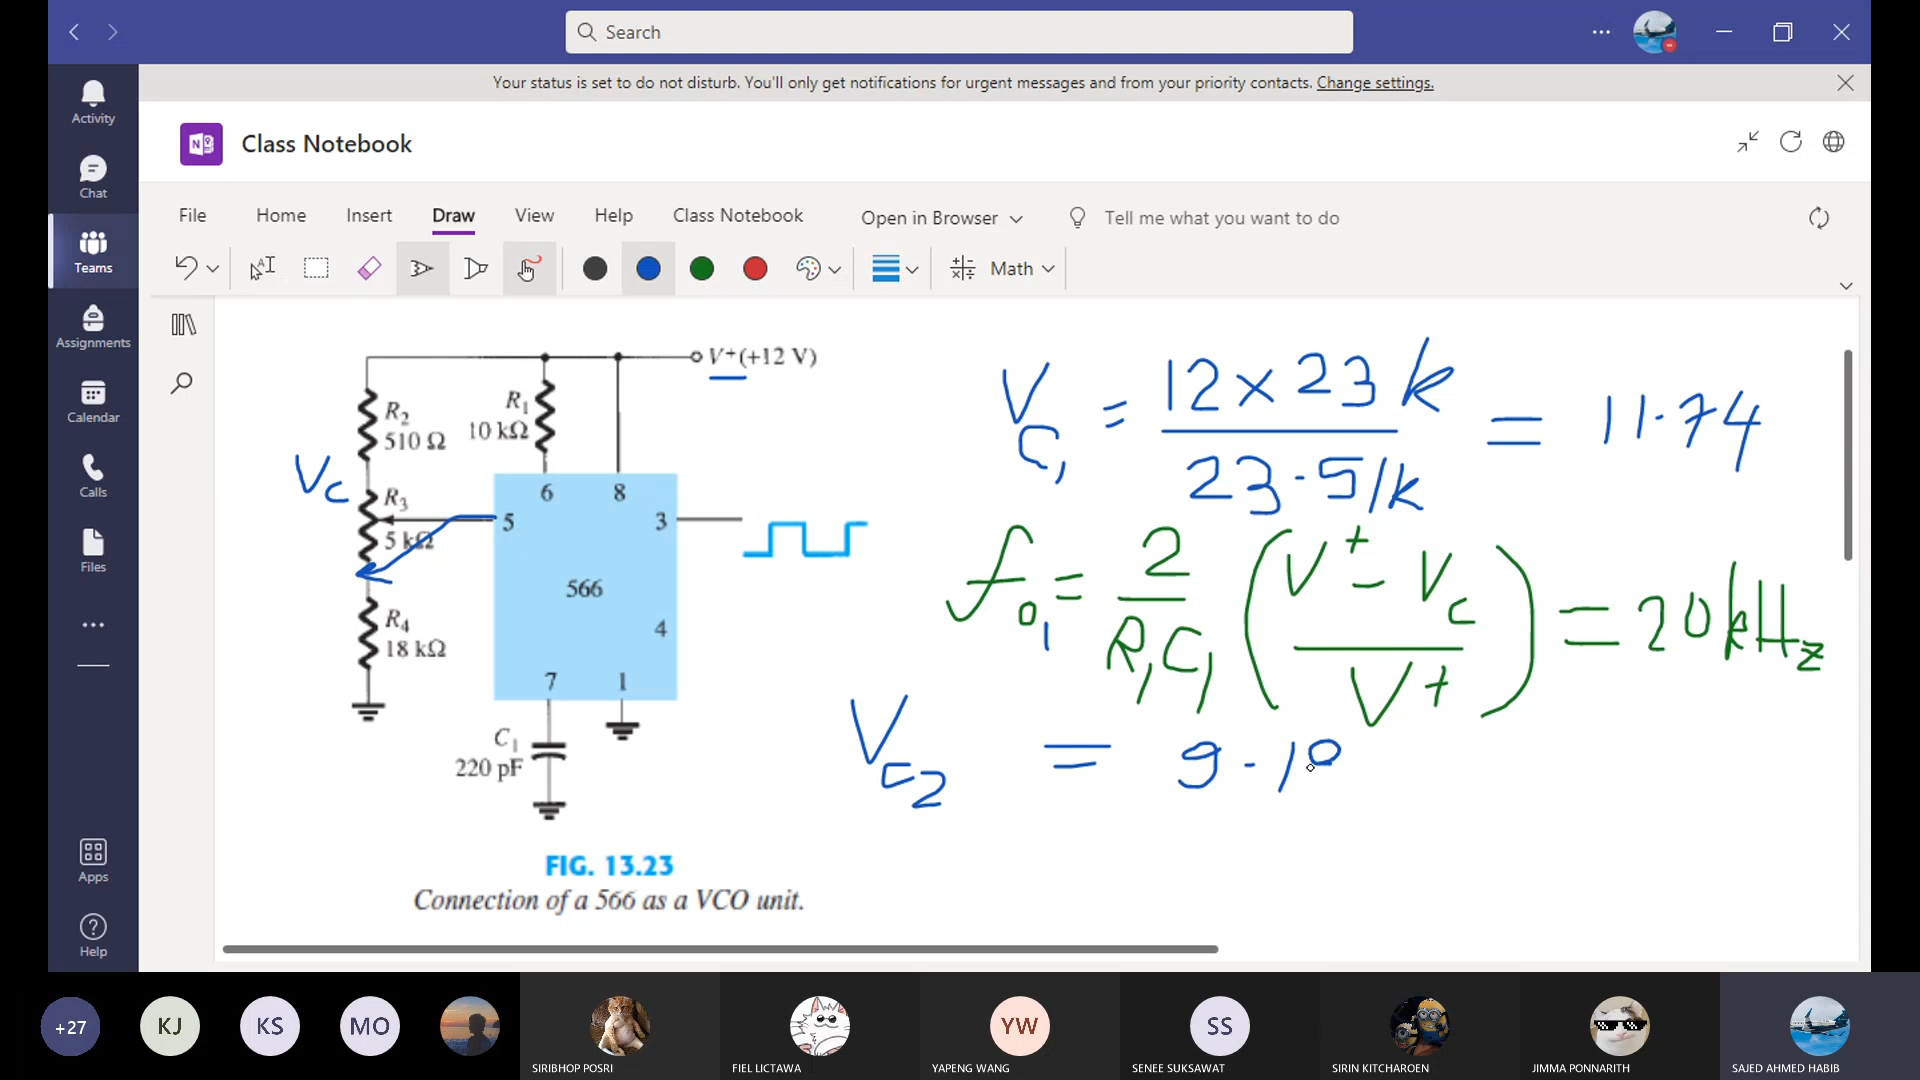 Search
Your status is set to do not disturb. You'll only get notifications for urgent messages and from your priority contacts. Change settings.
Activity
Chat
Teams
Assignments
Calendar
Calls
Files
Apps
Help
N
Class Notebook
File Home Insert Draw View Help Class Notebook Open in Browser Tell me what you want to do
Math
V+(+12 V)
R2
510 Ω
R1
10 kΩ
Vc
R3
5 kΩ
R4
18 kΩ
6 8
5 3
566
4
7 1
C1
220 pF
FIG. 13.23
Connection of a 566 as a VCO unit.
VC1 = 12 × 23 k / 23.51k = 11.74
fo1 = 2 / R1C1 (V+ - Vc / V+) = 20kHz
Vc2 = 9.18
+27
KJ
KS
MO
SIRIBHOP POSRI
FIEL LICTAWA
YW
YAPENG WANG
SS
SENEE SUKSAWAT
SIRIN KITCHAROEN
JIMMA PONNARITH
SAJED AHMED HABIB